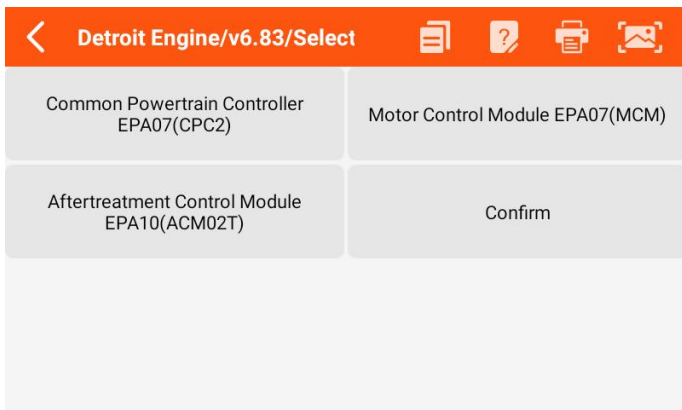 Detroit Engine/v6.83/Select
Common Powertrain Controller
EPA07(CPC2)
Motor Control Module EPA07(MCM)
Aftertreatment Control Module
EPA10(ACM02T)
Confirm